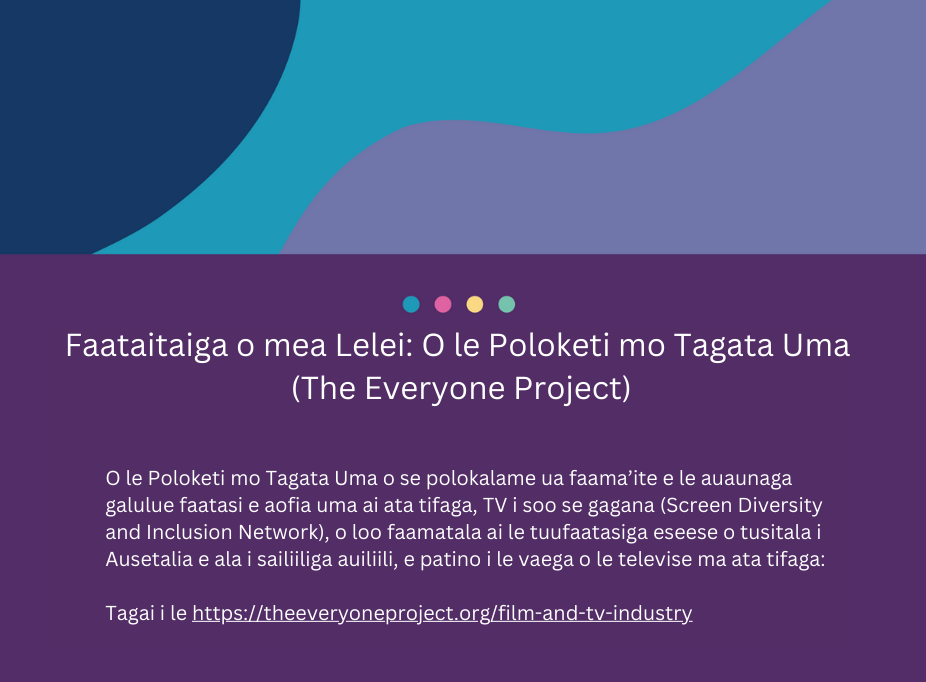 Faataitaiga o mea Lelei: O le Poloketi mo Tagata Uma
(The Everyone Project)
O le Poloketi mo Tagata Uma o se polokalame ua faama’ite e le auaunaga
galulue faatasi e aofia uma ai ata tifaga, TV i soo se gagana (Screen Diversity
and Inclusion Network), o loo faamatala ai le tuufaatasiga eseese o tusitala i
Ausetalia e ala i sailiiliga auiliili, e patino i le vaega o le televise ma ata tifaga:
Tagai i le https://theeveryoneproject.org/film-and-tv-industry